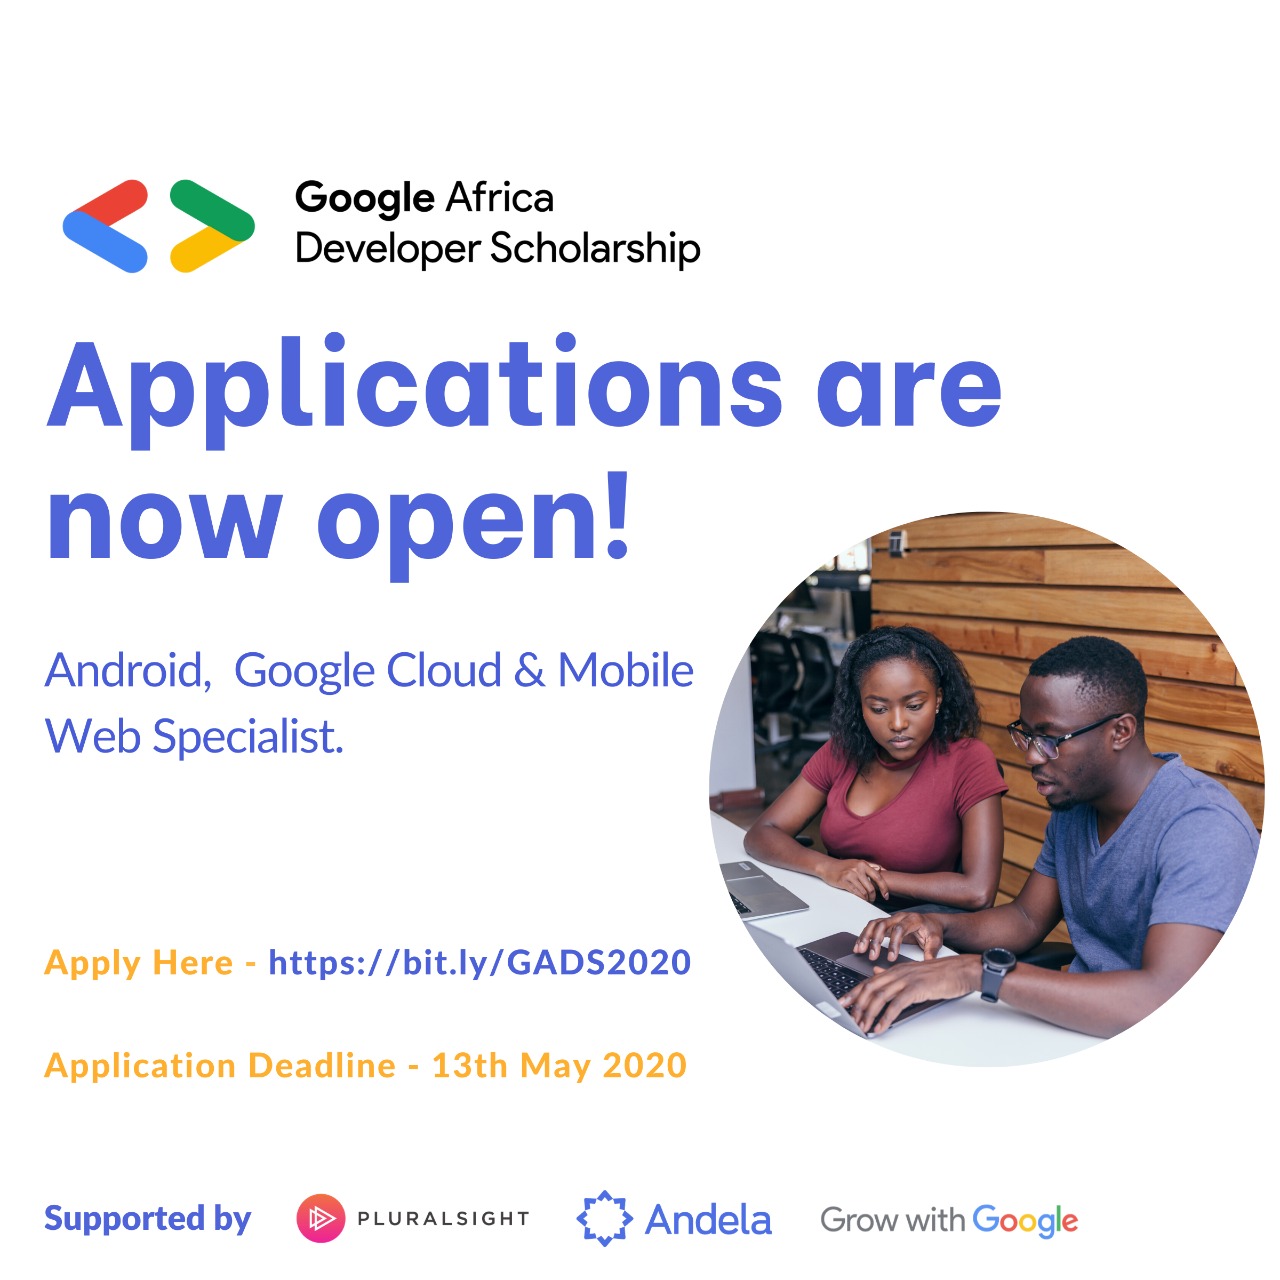 Google Africa
Developer Scholarship
Applications are
now open!
Android, Google Cloud & Mobile
Web Specialist.
Apply Here - https://bit.ly/GADS2020
Application Deadline - 13th May 2020
Supported by PLURALSIGHT Andela Grow with Google